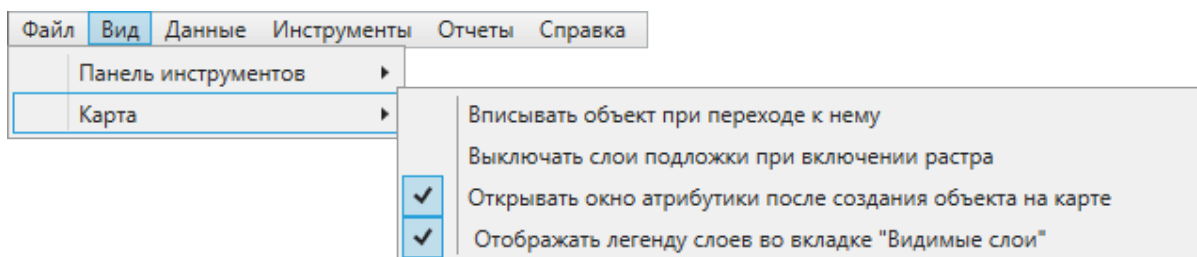 Файл Вид Данные Инструменты Отчеты Справка
Панель инструментов
Карта
Вписывать объект при переходе к нему
Выключать слои подложки при включении растра
Открывать окно атрибутики после создания объекта на карте
Отображать легенду слоев во вкладке "Видимые слои"